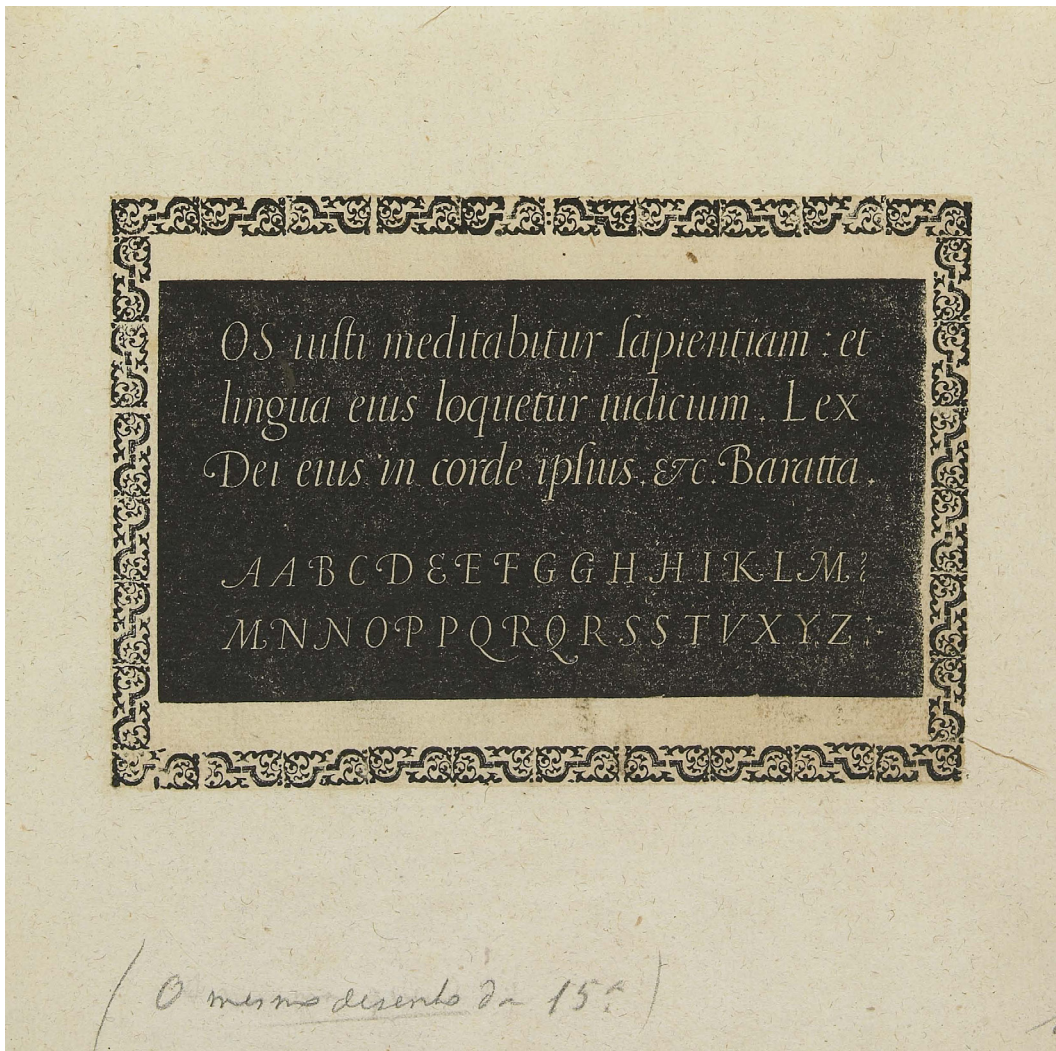 OS iuſti meditabitur ſapientiam : et
lingua eius loquetur iudicium. Lex
Dei eius in corde ipſius. &c. Baratta.
A A B C D E E F G G H H I K L M.
M N N O P P Q R Q R S S T V X Y Z
( O mesmo desenho da 15ª )